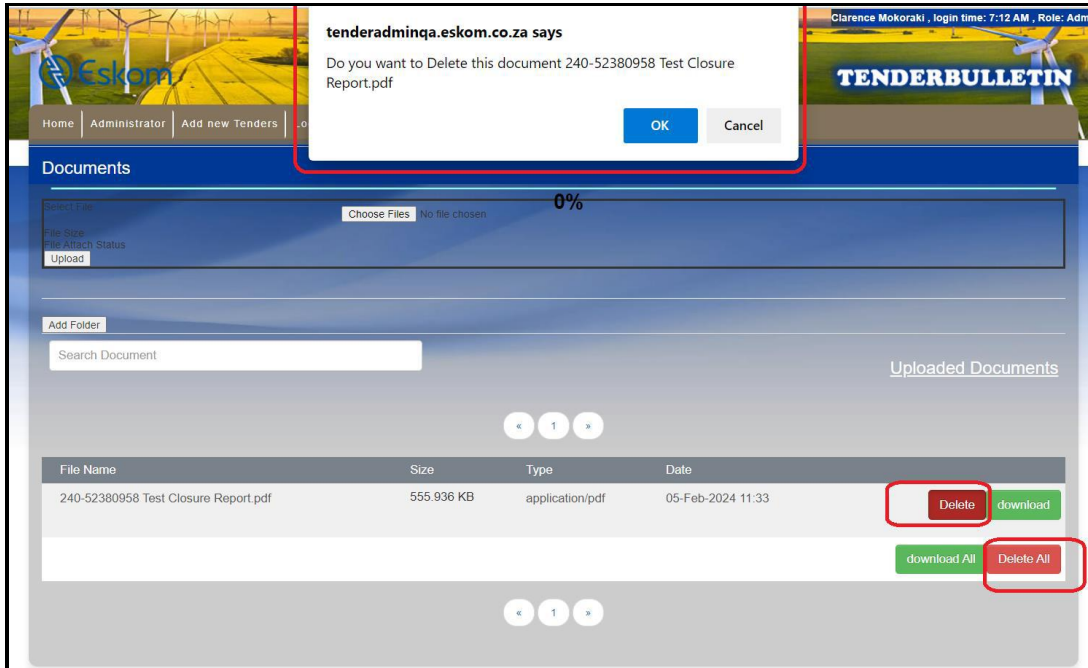 tenderadminqa.eskom.co.za says
Do you want to Delete this document 240-52380958 Test Closure
Report.pdf
OK Cancel
Clarence Mokoraki , login time: 7:12 AM , Role: Adm
Eskom
TENDERBULLETIN
Home Administrator Add new Tenders
Documents
Select File
Choose Files No file chosen
0%
File Size
File Attach Status
Upload
Add Folder
Search Document
Uploaded Documents
« 1 »
File Name Size Type Date
240-52380958 Test Closure Report.pdf 555.936 KB application/pdf 05-Feb-2024 11:33 Delete download
download All Delete All
« 1 »